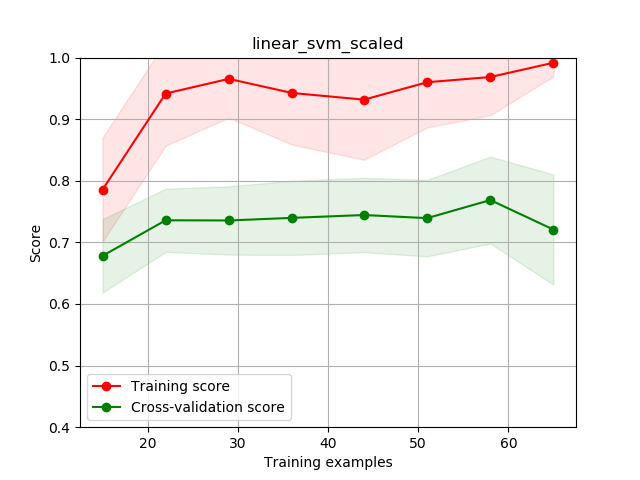 linear_svm_scaled
1.0
0.9
0.8
0.7
0.6
0.5
0.4
Score
Training score
Cross-validation score
20 30 40 50 60
Training examples